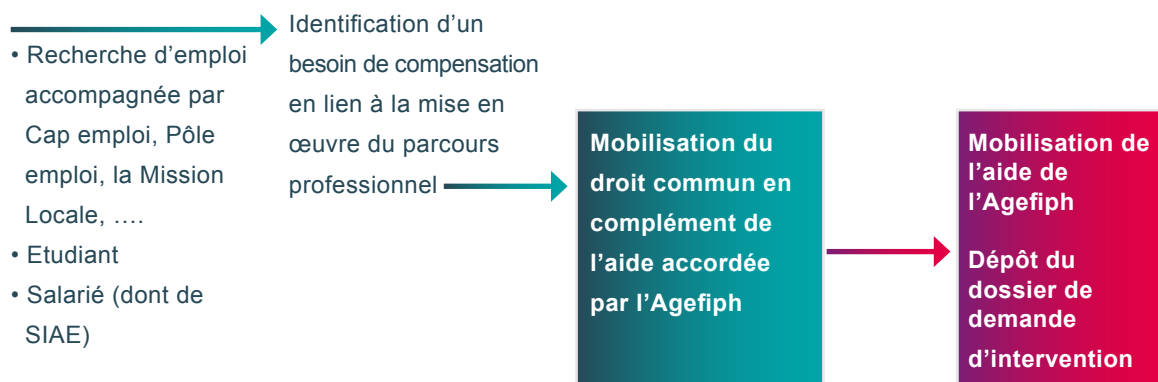 • Recherche d’emploi
accompagnée par
Cap emploi, Pôle
emploi, la Mission
Locale, ….
• Etudiant
• Salarié (dont de
SIAE)
Identification d’un
besoin de compensation
en lien à la mise en
œuvre du parcours
professionnel
Mobilisation du
droit commun en
complément de
l’aide accordée
par l’Agefiph
Mobilisation de
l’aide de
l’Agefiph
Dépôt du
dossier de
demande
d’intervention